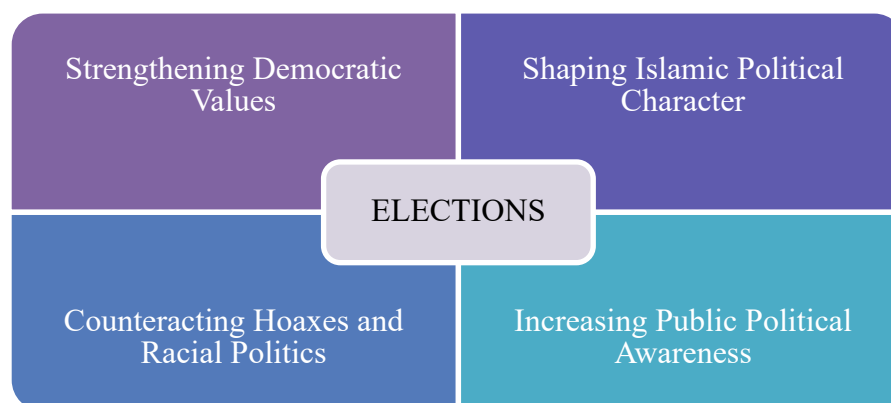 Strengthening Democratic
Values
Shaping Islamic Political
Character
ELECTIONS
Counteracting Hoaxes and
Racial Politics
Increasing Public Political
Awareness